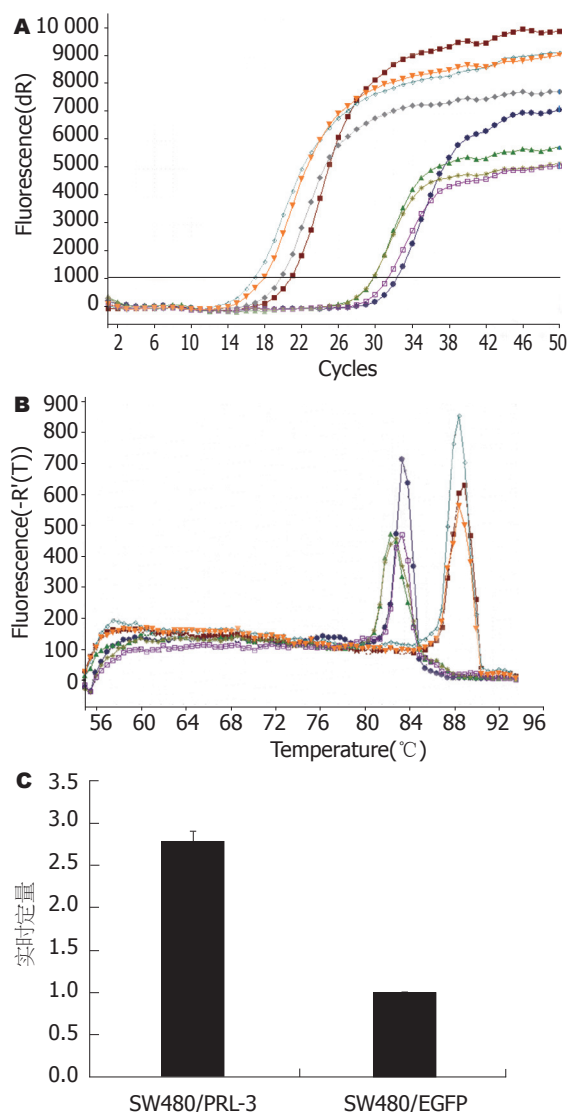 A
10 000
9000
8000
7000
6000
5000
4000
3000
2000
1000
0
Fluorescence(dR)
2 6 10 14 18 22 26 30 34 38 42 46 50
Cycles
B
900
800
700
600
500
400
300
200
100
0
Fluorescence(-R'(T))
56 60 64 68 72 76 80 84 88 92 96
Temperature(℃)
C
3.5
3.0
2.5
2.0
1.5
1.0
0.5
0.0
实时定量
SW480/PRL-3 SW480/EGFP